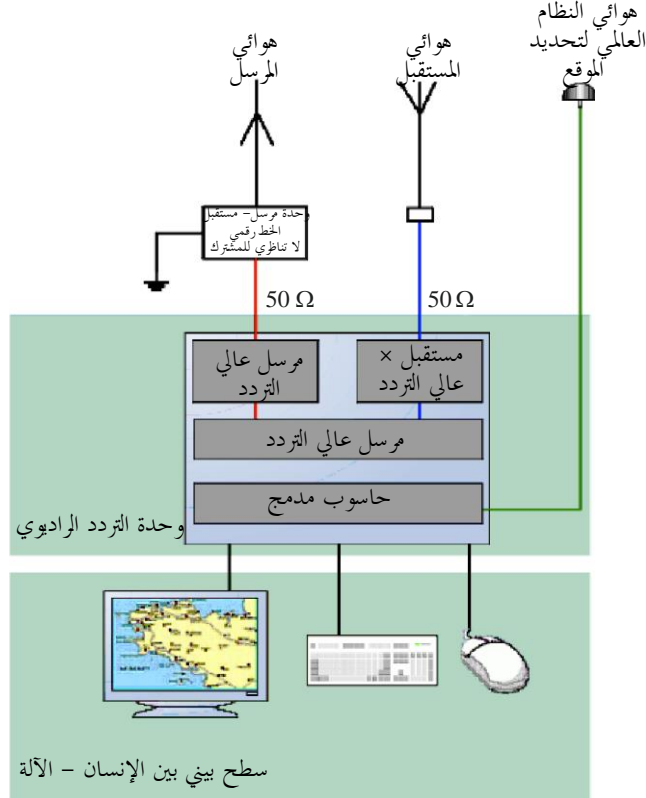 هوائي النظام
العالمي لتحديد
الموقع
هوائي
المستقبل
هوائي
المرسل
وحدة مرسل- مستقبل
الخط رقمي
لا تناظري للمشترك
50 Ω
50 Ω
مستقبل ×
عالي التردد
مرسل عالي
التردد
مرسل عالي التردد
حاسوب مدمج
وحدة التردد الراديوي
سطح بيني بين الإنسان – الآلة